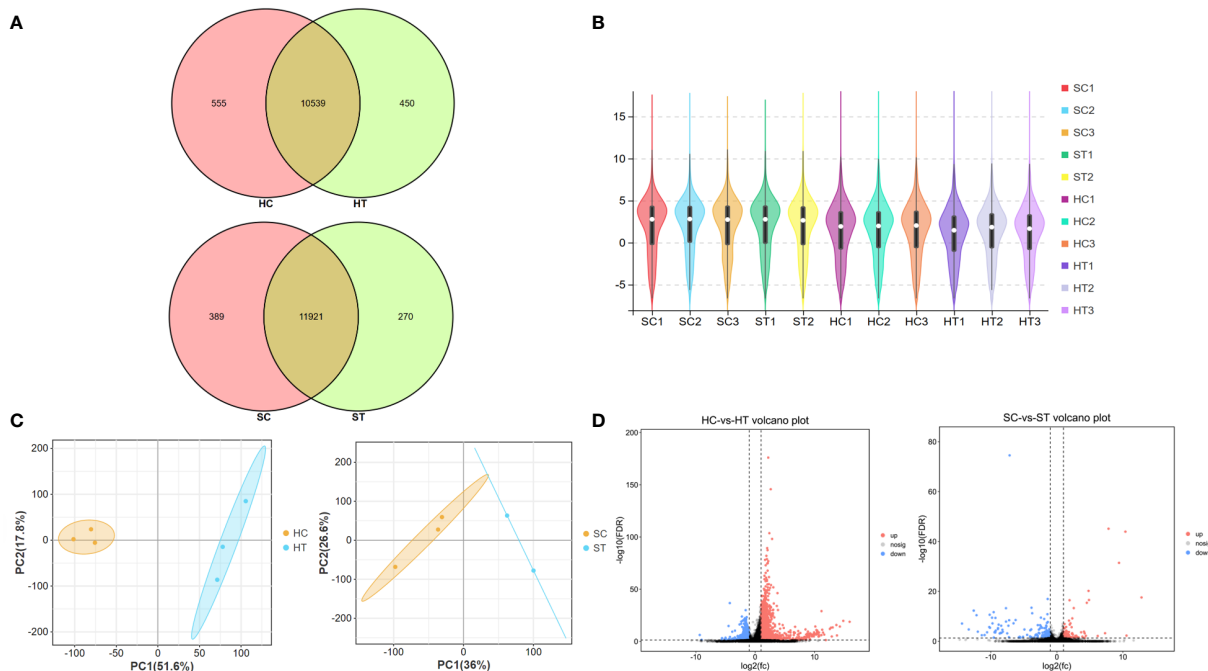 A
555
10539
450
HC
HT
389
11921
270
SC
ST
B
15
10
5
0
-5
SC1
SC2
SC3
ST1
ST2
HC1
HC2
HC3
HT1
HT2
HT3
SC1
SC2
SC3
ST1
ST2
HC1
HC2
HC3
HT1
HT2
HT3
C
PC2(17.8%)
200
100
0
-100
-200
-100
-50
0
50
100
PC1(51.6%)
HC
HT
PC2(26.6%)
200
100
0
-100
-200
-100
0
100
PC1(36%)
SC
ST
D
HC-vs-HT volcano plot
-log10(FDR)
200
150
100
50
0
-10
0
10
log2(fc)
up
nosig
down
SC-vs-ST volcano plot
-log10(FDR)
80
60
40
20
0
-10
0
10
log2(fc)
up
nosig
down